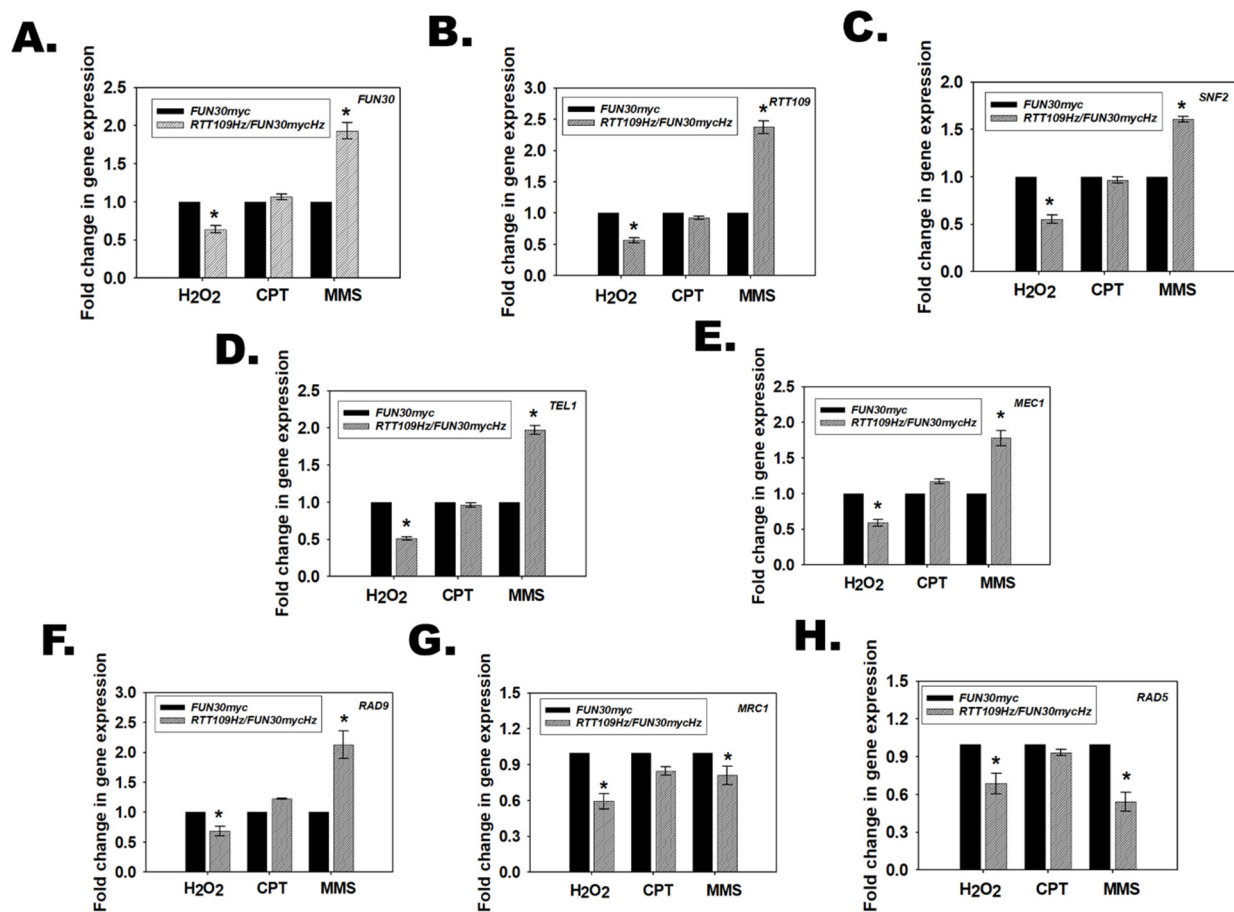 A.
Fold change in gene expression
2.5
2.0
1.5
1.0
0.5
0.0
FUN30myc
RTT109Hz/FUN30mycHz
FUN30
*
*
H2O2 CPT MMS
B.
Fold change in gene expression
3.0
2.5
2.0
1.5
1.0
0.5
0.0
FUN30myc
RTT109Hz/FUN30mycHz
RTT109
*
*
H2O2 CPT MMS
C.
Fold change in gene expression
2.0
1.5
1.0
0.5
0.0
FUN30myc
RTT109Hz/FUN30mycHz
SNF2
*
*
H2O2 CPT MMS
D.
Fold change in gene expression
2.5
2.0
1.5
1.0
0.5
0.0
FUN30myc
RTT109Hz/FUN30mycHz
TEL1
*
*
H2O2 CPT MMS
E.
Fold change in gene expression
2.5
2.0
1.5
1.0
0.5
0.0
FUN30myc
RTT109Hz/FUN30mycHz
MEC1
*
*
H2O2 CPT MMS
F.
Fold change in gene expression
3.0
2.5
2.0
1.5
1.0
0.5
0.0
FUN30myc
RTT109Hz/FUN30mycHz
RAD9
*
*
H2O2 CPT MMS
G.
Fold change in gene expression
1.5
1.2
0.9
0.6
0.3
0.0
FUN30myc
RTT109Hz/FUN30mycHz
MRC1
*
*
H2O2 CPT MMS
H.
Fold change in gene expression
1.5
1.2
0.9
0.6
0.3
0.0
FUN30myc
RTT109Hz/FUN30mycHz
RAD5
*
*
H2O2 CPT MMS